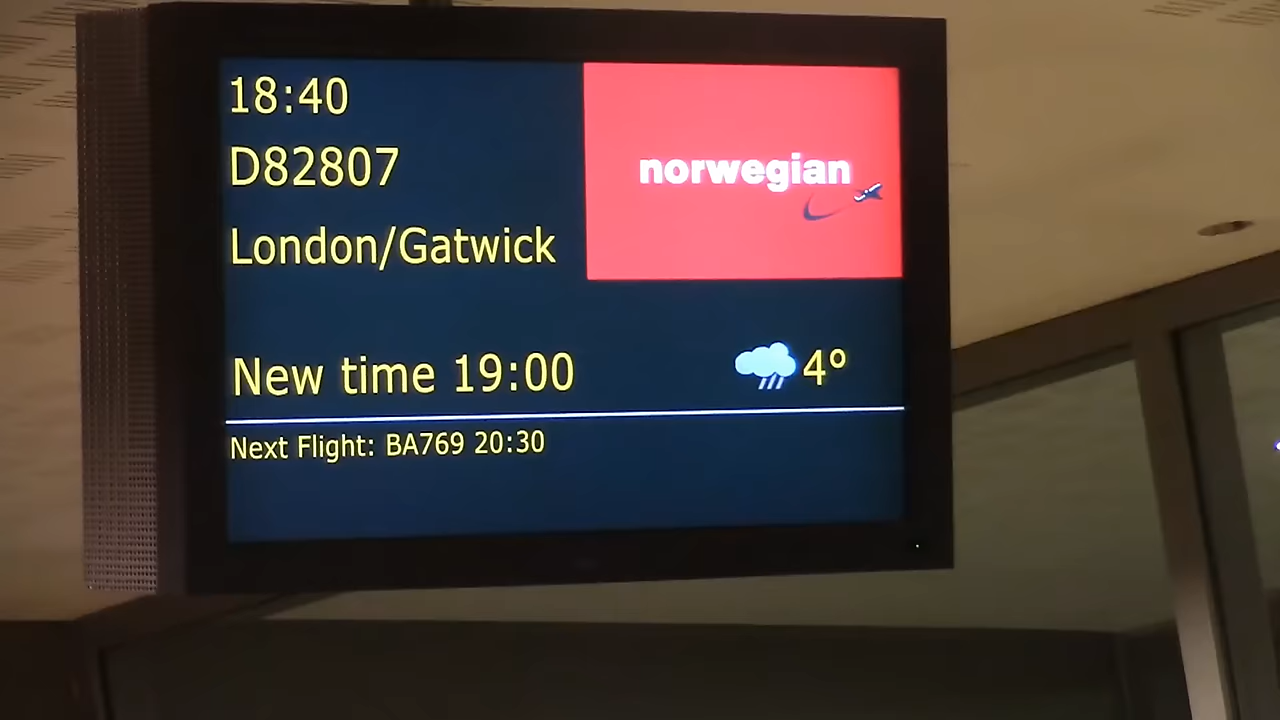 18:40
D82807
norwegian
London/Gatwick
New time 19:00
4°
Next Flight: BA769 20:30